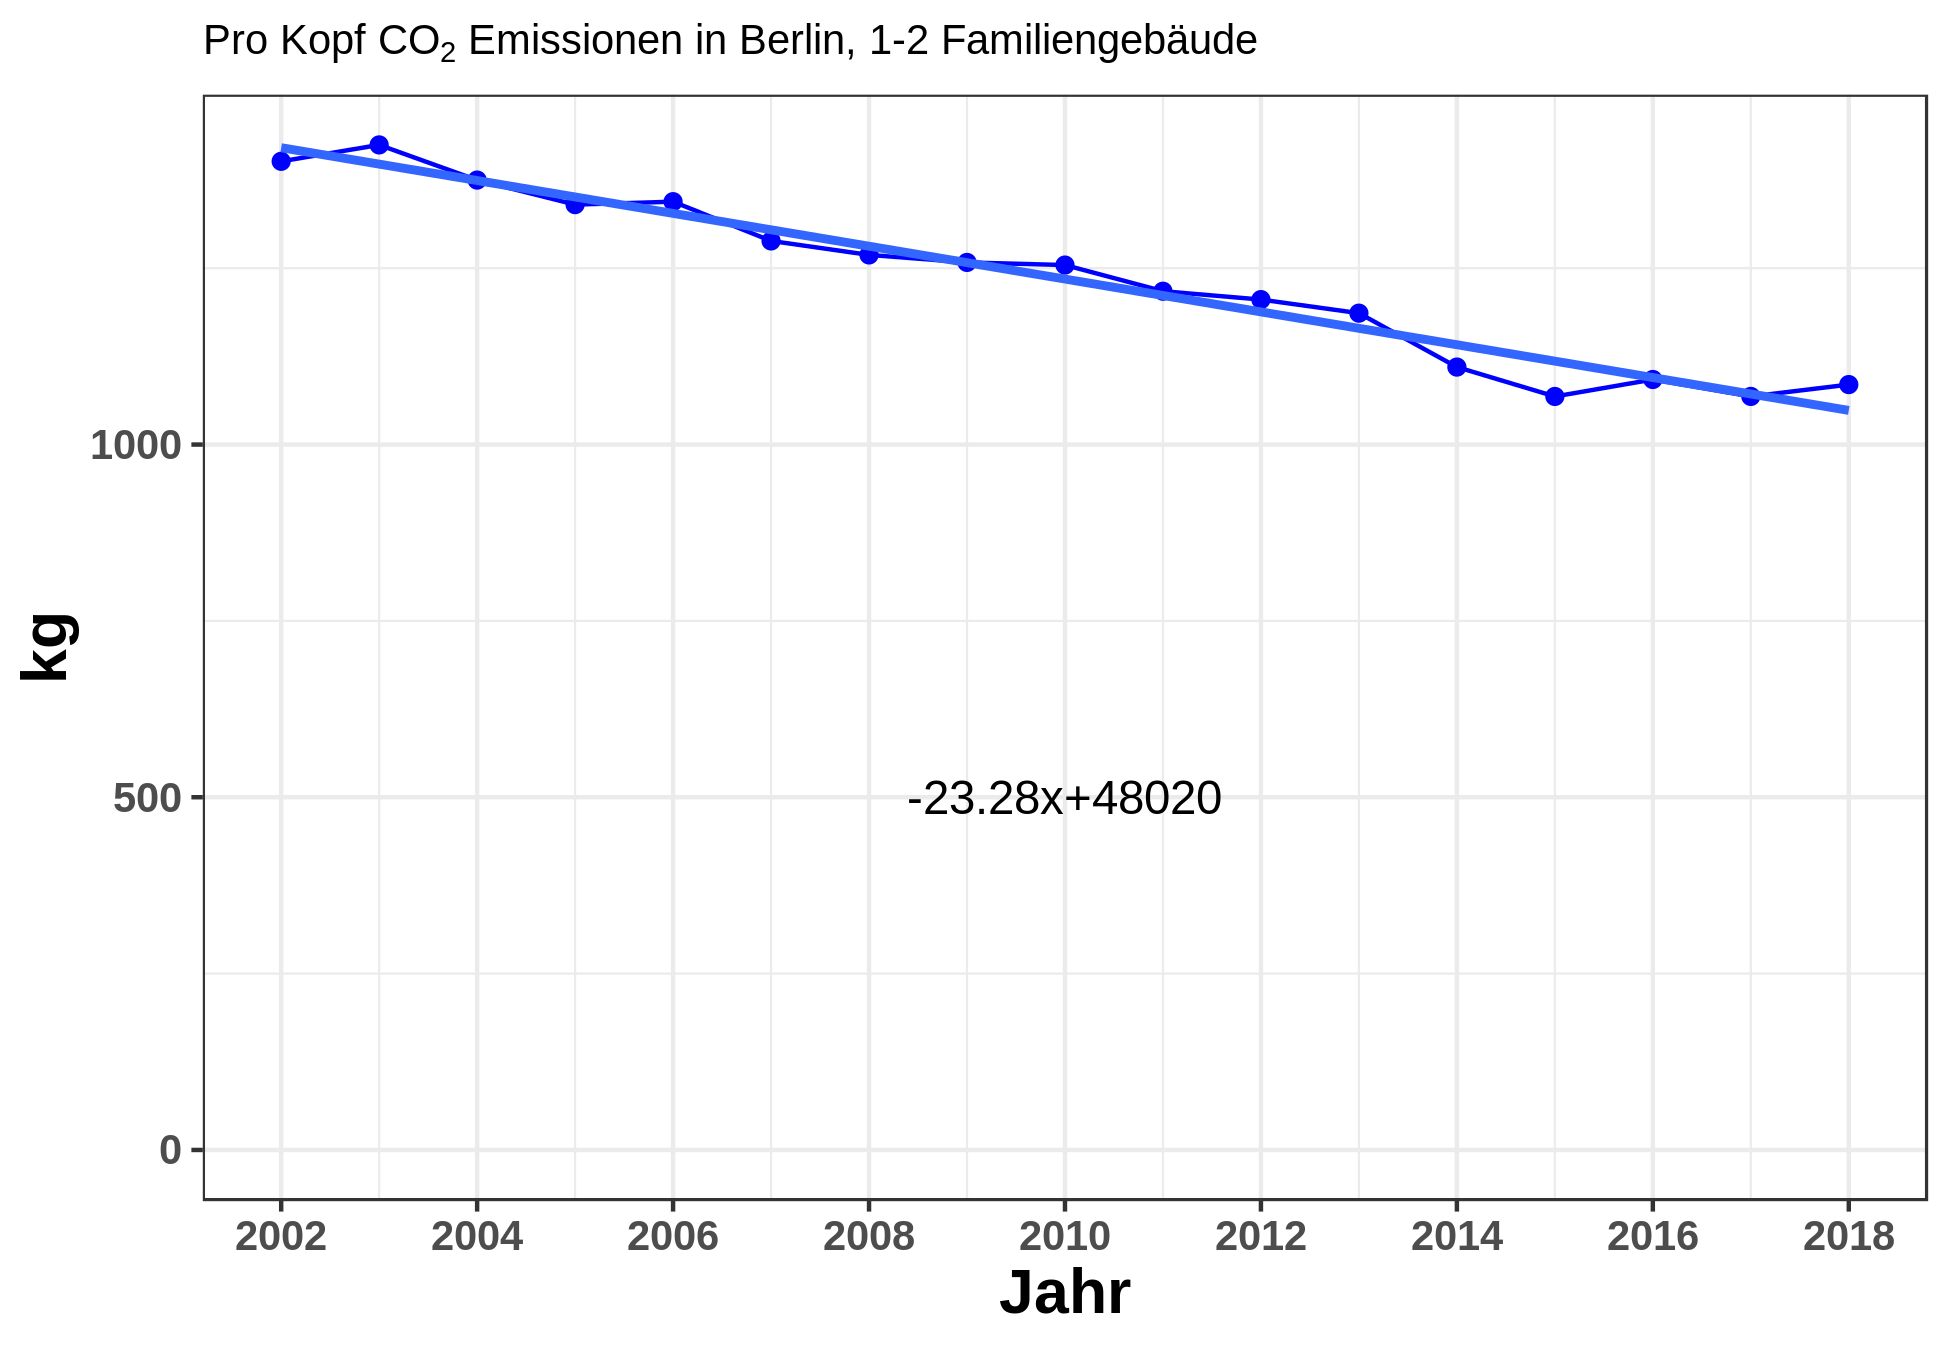 Pro Kopf CO₂ Emissionen in Berlin, 1-2 Familiengebäude
1000
kg
-23.28x+48020
500
0
2002 2004 2006 2008 2010 2012 2014 2016 2018
Jahr